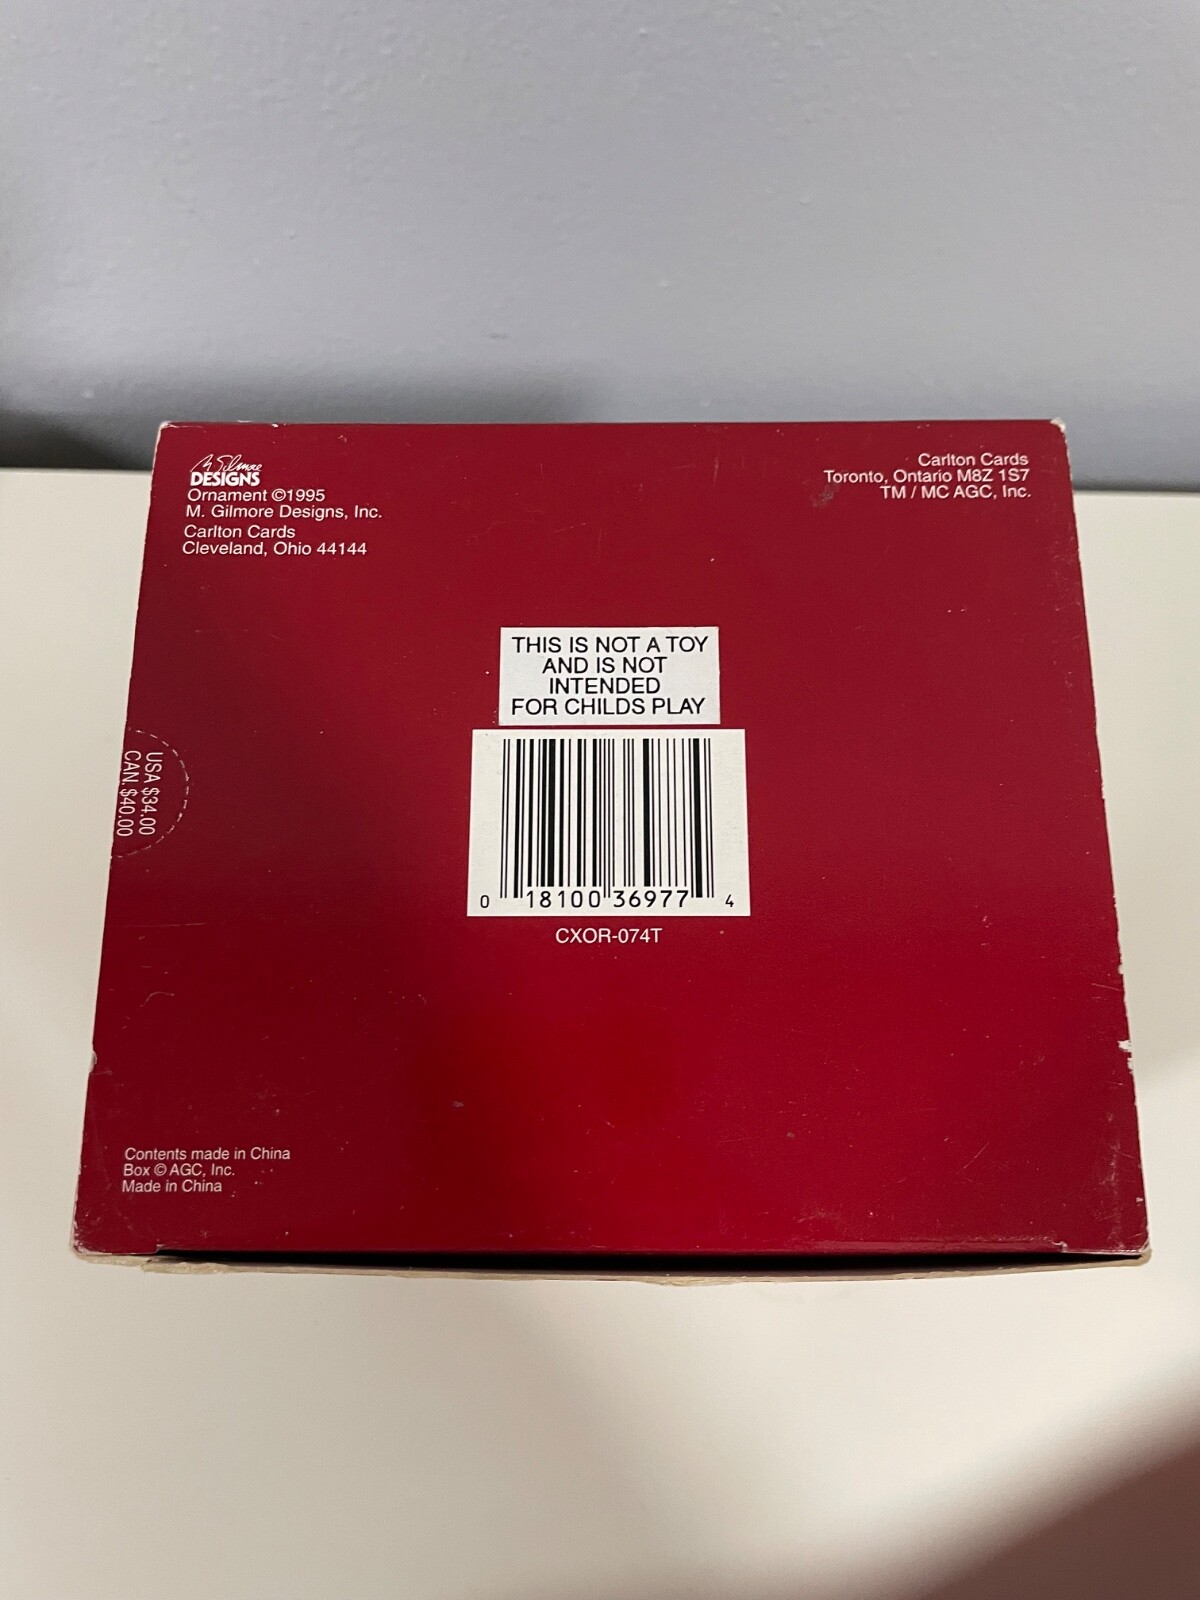 M Gilmore
DESIGNS
Ornament ©1995
M. Gilmore Designs, Inc.
Carlton Cards
Cleveland, Ohio 44144
Carlton Cards
Toronto, Ontario M8Z 1S7
TM / MC AGC, Inc.
THIS IS NOT A TOY
AND IS NOT
INTENDED
FOR CHILDS PLAY
USA $34.00
CAN. $40.00
0 18100 36977 4
CXOR-074T
Contents made in China
Box © AGC, Inc.
Made in China